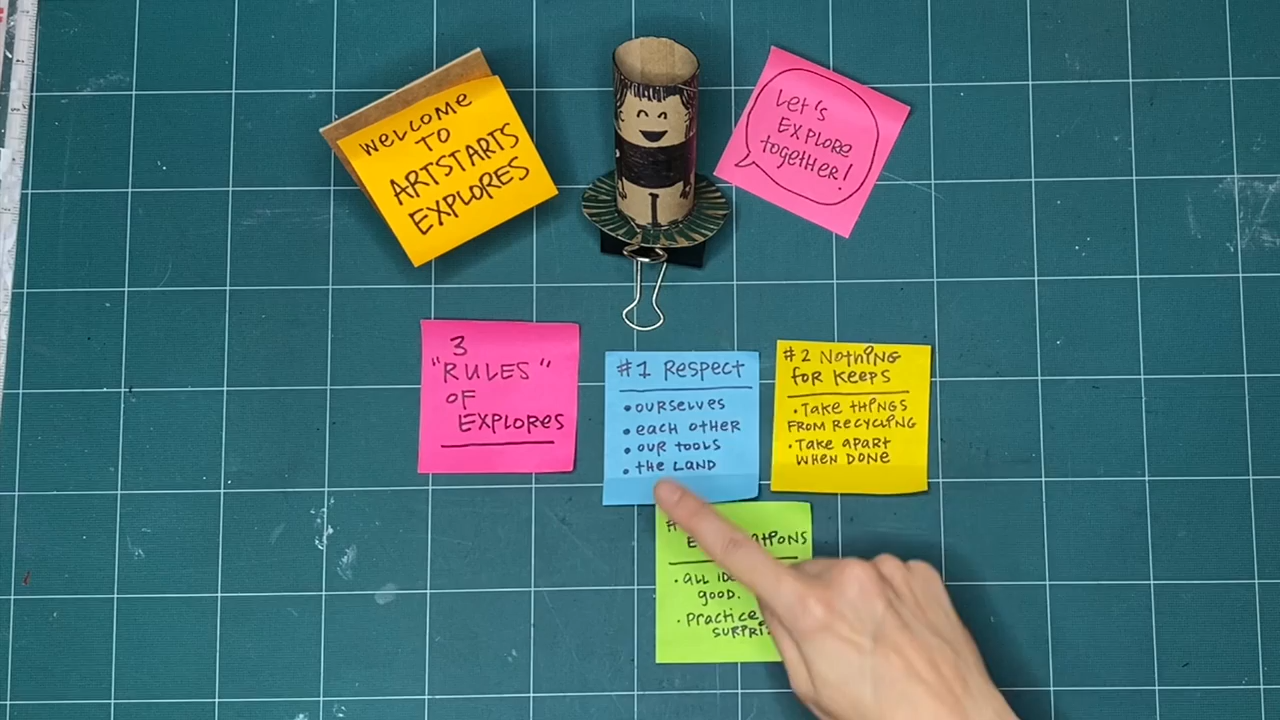 WELCOME
TO
ARTSTARTS
EXPLORES
Let's
EXPLORE
together!
3
"RULES"
OF
EXPLORES
#1 Respect
• OURSELVES
• EACH OTHER
• OUR TOOLS
• THE LAND
#2 Nothing
for Keeps
• Take THINGS
FROM RECYCLING
• Take apart
WHEN DONE
#
• all
good.
• Practice